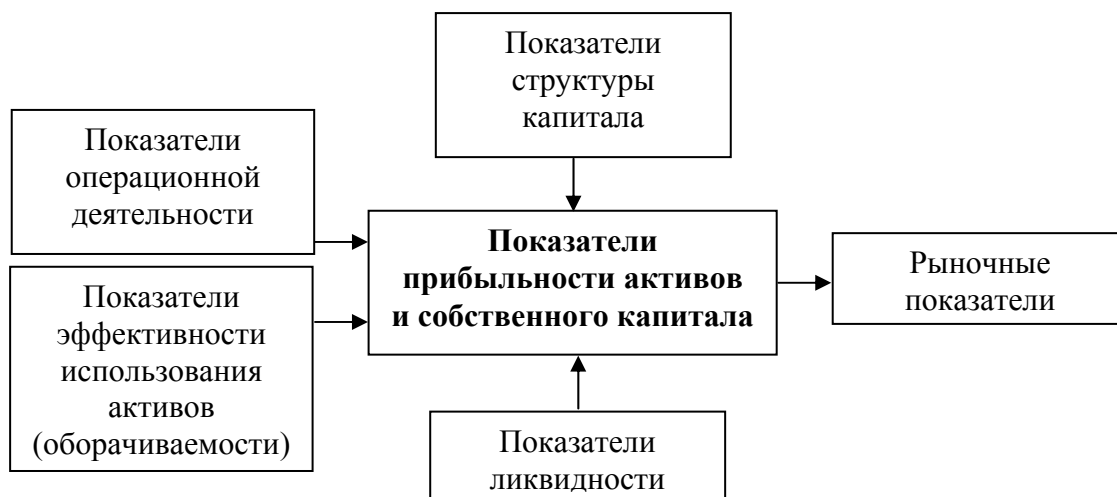 Показатели
структуры
капитала
Показатели
операционной
деятельности
Показатели
прибыльности активов
и собственного капитала
Рыночные
показатели
Показатели
эффективности
использования
активов
(оборачиваемости)
Показатели
ликвидности